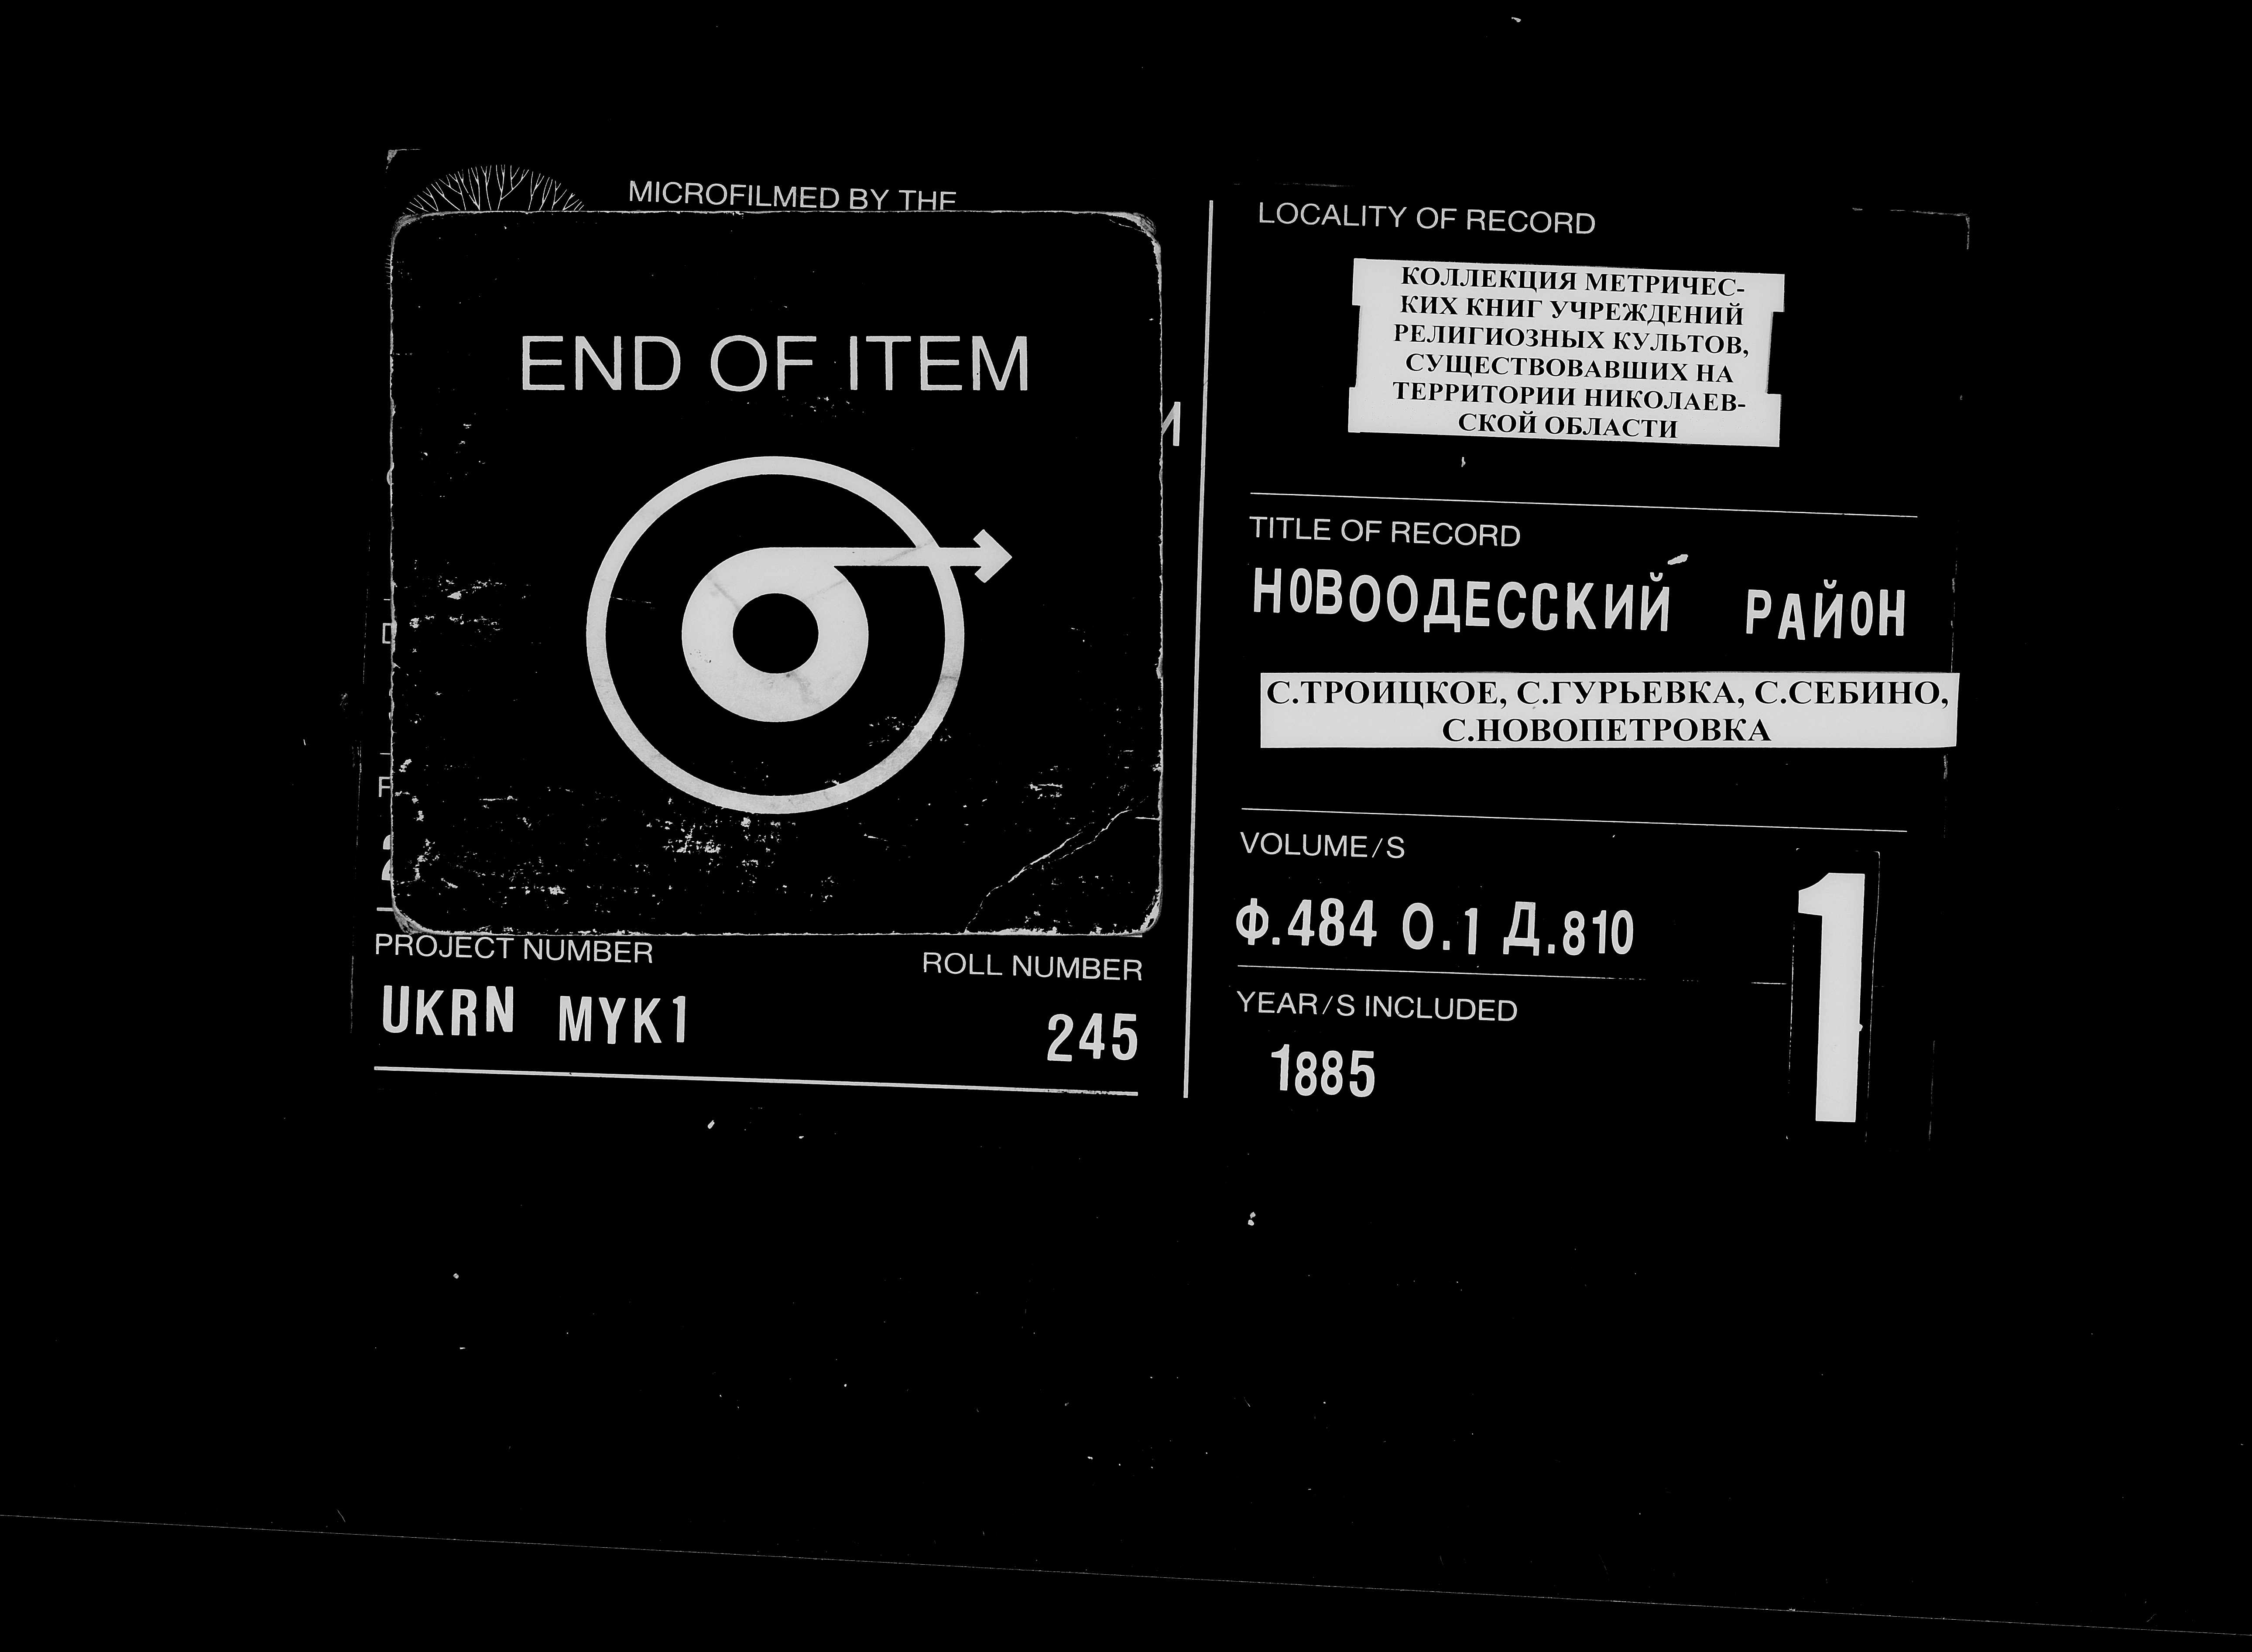 MICROFILMED BY THE
END OF ITEM
PROJECT NUMBER
ROLL NUMBER
UKRN MYK1
245
LOCALITY OF RECORD
КОЛЛЕКЦИЯ МЕТРИЧЕС-
КИХ КНИГ УЧРЕЖДЕНИЙ
РЕЛИГИОЗНЫХ КУЛЬТОВ,
СУЩЕСТВОВАВШИХ НА
ТЕРРИТОРИИ НИКОЛАЕВ-
СКОЙ ОБЛАСТИ
TITLE OF RECORD
НОВООДЕССКИЙ РАЙОН
С.ТРОИЦКОЕ, С.ГУРЬЕВКА, С.СЕБИНО,
С.НОВОПЕТРОВКА
VOLUME/S
Ф.484 О.1 Д.810
YEAR/S INCLUDED
1885
1